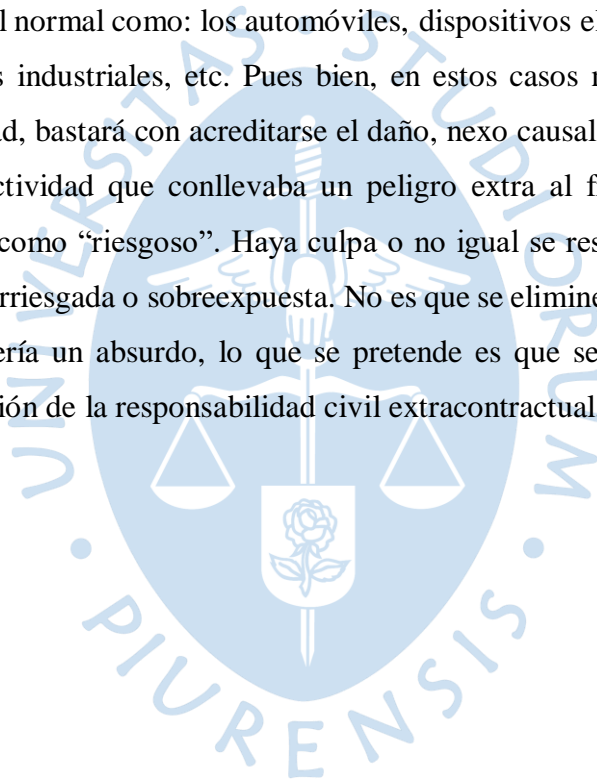 l normal como: los automóviles, dispositivos el
s industriales, etc. Pues bien, en estos casos
ad, bastará con acreditarse el daño, nexo causal
ctividad que conllevaba un peligro extra al f
como “riesgoso”. Haya culpa o no igual se res
rriesgada o sobreexpuesta. No es que se elimine
ería un absurdo, lo que se pretende es que se
ión de la responsabilidad civil extracontractual
UNIVERSITAS • STUDIORUM • PIURENSIS